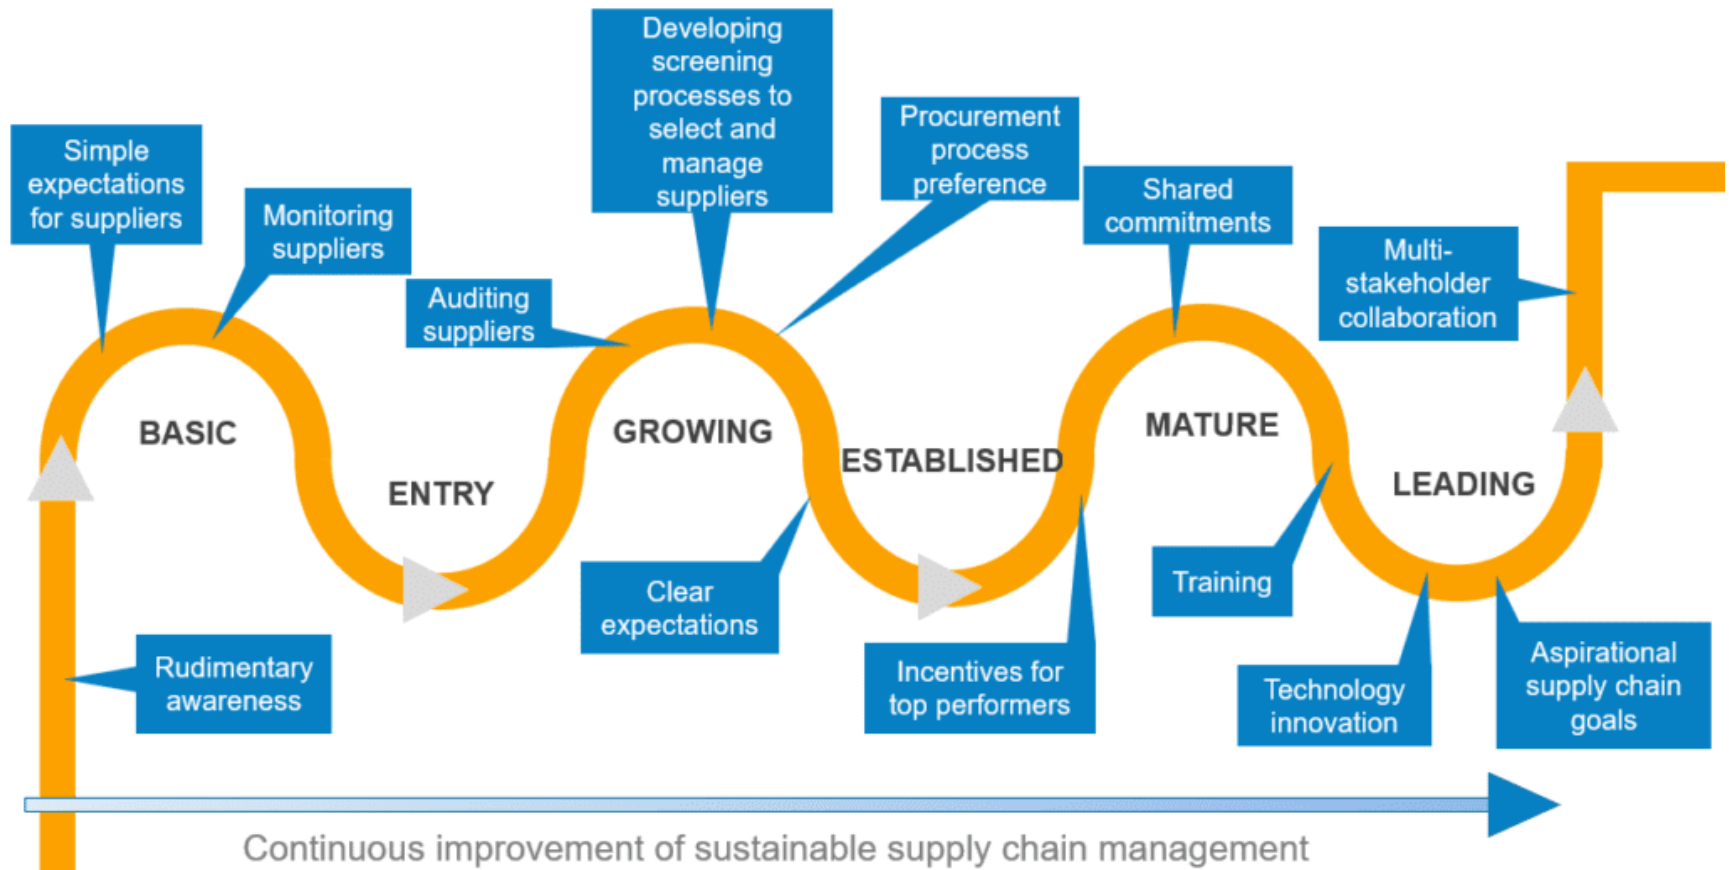 Developing
screening
processes to
select and
manage
suppliers
Procurement
process
preference
Simple
expectations
for suppliers
Monitoring
suppliers
Shared
commitments
Auditing
suppliers
Multi-
stakeholder
collaboration
BASIC
ENTRY
GROWING
ESTABLISHED
MATURE
LEADING
Rudimentary
awareness
Clear
expectations
Incentives for
top performers
Training
Technology
innovation
Aspirational
supply chain
goals
Continuous improvement of sustainable supply chain management